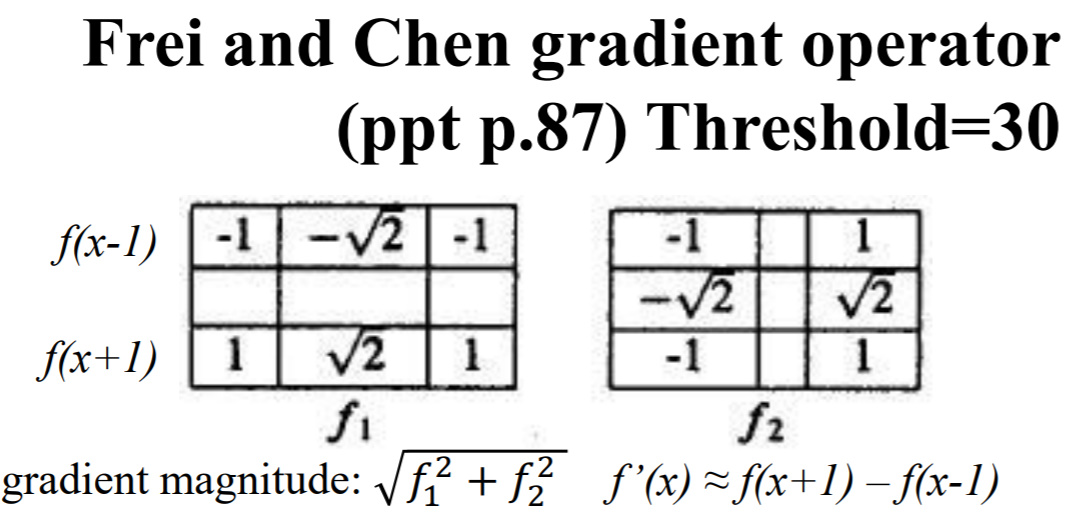 Frei and Chen gradient operator
(ppt p.87) Threshold=30
f(x-1) -1 −√2 -1 -1 1
−√2 √2
f(x+1) 1 √2 1 -1 1
f1 f2
gradient magnitude: √f₁² + f₂² f’(x) ≈ f(x+1) – f(x-1)